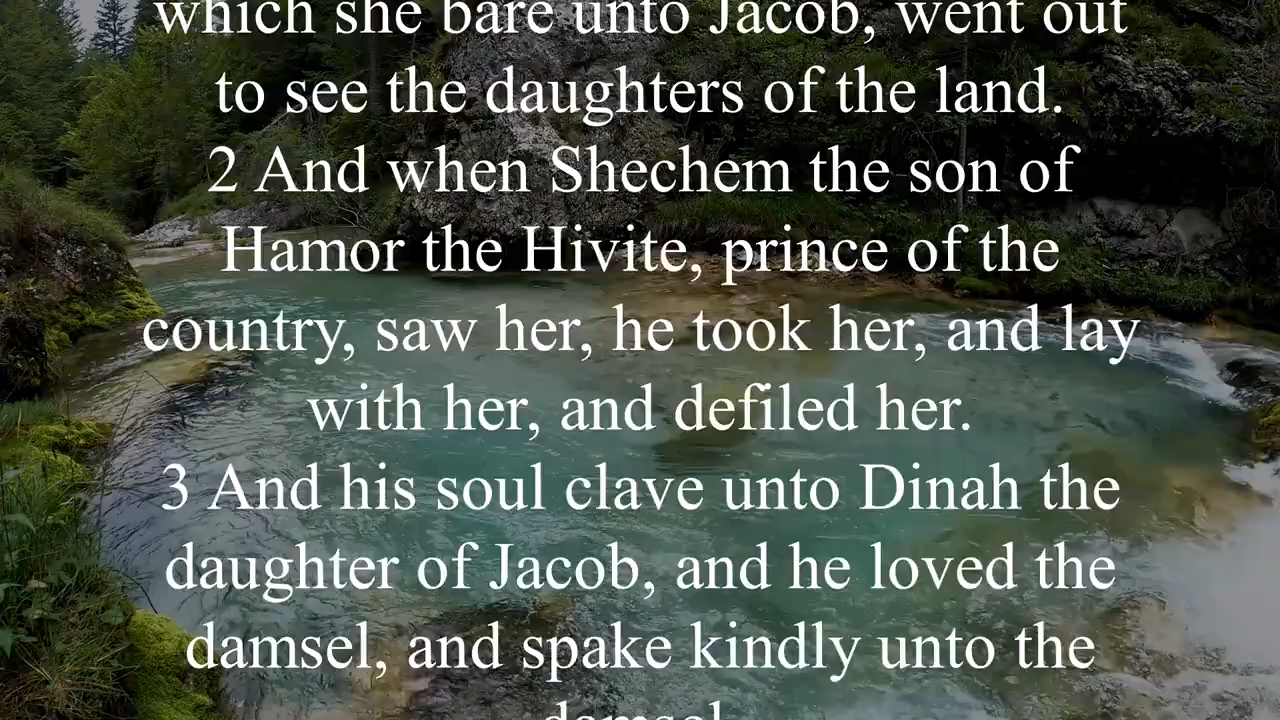 which she bare unto Jacob, went out
to see the daughters of the land.
2 And when Shechem the son of
Hamor the Hivite, prince of the
country, saw her, he took her, and lay
with her, and defiled her.
3 And his soul clave unto Dinah the
daughter of Jacob, and he loved the
damsel, and spake kindly unto the
damsel.